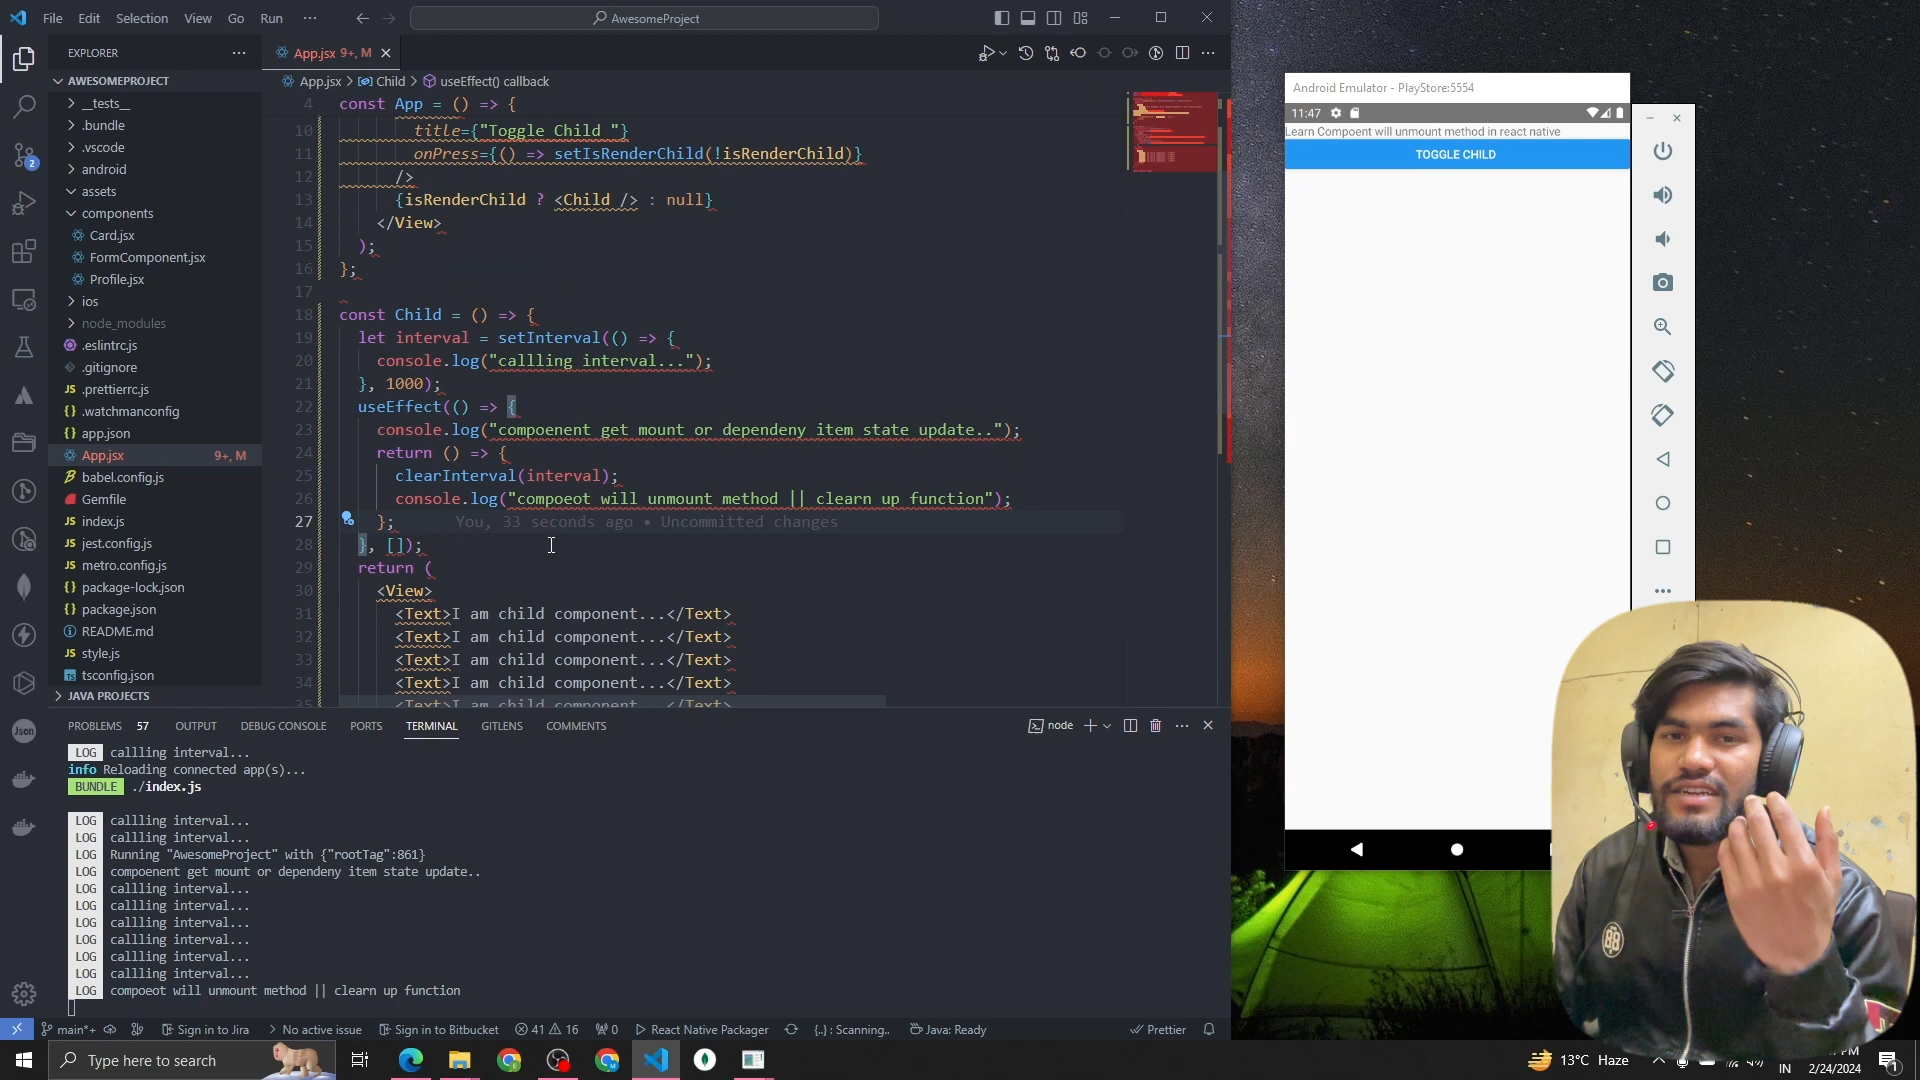 File Edit Selection View Go Run ··· AwesomeProject
EXPLORER
AWESOMEPROJECT
__tests__
.bundle
.vscode
android
assets
components
Card.jsx
FormComponent.jsx
Profile.jsx
ios
node_modules
.eslintrc.js
.gitignore
.prettierrc.js
.watchmanconfig
app.json
App.jsx 9+, M
babel.config.js
Gemfile
index.js
jest.config.js
metro.config.js
package-lock.json
package.json
README.md
style.js
tsconfig.json
JAVA PROJECTS
App.jsx 9+, M
App.jsx > Child > useEffect() callback
4 const App = () => {
10 title={"Toggle Child "}
11 onPress={() => setIsRenderChild(!isRenderChild)}
12 />
13 {isRenderChild ? <Child /> : null}
14 </View>
15 );
16 };
17
18 const Child = () => {
19 let interval = setInterval(() => {
20 console.log("callling interval...");
21 }, 1000);
22 useEffect(() => {
23 console.log("compoenent get mount or dependeny item state update..");
24 return () => {
25 clearInterval(interval);
26 console.log("compoeot will unmount method || clearn up function");
27 }; You, 33 seconds ago • Uncommitted changes
28 }, []);
29 return (
30 <View>
31 <Text>I am child component...</Text>
32 <Text>I am child component...</Text>
33 <Text>I am child component...</Text>
34 <Text>I am child component...</Text>
35 <Text>I am child component...</Text>
PROBLEMS 57 OUTPUT DEBUG CONSOLE PORTS TERMINAL GITLENS COMMENTS node
LOG callling interval...
info Reloading connected app(s)...
BUNDLE ./index.js
LOG callling interval...
LOG callling interval...
LOG Running "AwesomeProject" with {"rootTag":861}
LOG compoenent get mount or dependeny item state update..
LOG callling interval...
LOG callling interval...
LOG callling interval...
LOG callling interval...
LOG callling interval...
LOG callling interval...
LOG compoeot will unmount method || clearn up function
main*+ Sign in to Jira No active issue Sign in to Bitbucket 41 16 0 React Native Packager {..} : Scanning.. Java: Ready Prettier
Type here to search
13°C Haze
IN
PM
2/24/2024
1
Android Emulator - PlayStore:5554
11:47
Learn Compoent will unmount method in react native
TOGGLE CHILD
2
Json
88